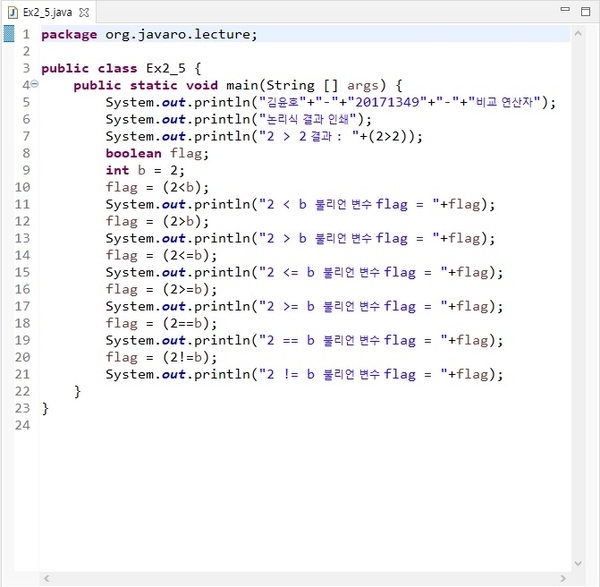 Ex2_5.java
1 package org.javaro.lecture;
2
3 public class Ex2_5 {
4 public static void main(String [] args) {
5 System.out.println("김윤호"+"-"+"20171349"+"-"+"비교 연산자");
6 System.out.println("논리식 결과 인쇄");
7 System.out.println("2 > 2 결과 : "+(2>2));
8 boolean flag;
9 int b = 2;
10 flag = (2<b);
11 System.out.println("2 < b 불리언 변수 flag = "+flag);
12 flag = (2>b);
13 System.out.println("2 > b 불리언 변수 flag = "+flag);
14 flag = (2<=b);
15 System.out.println("2 <= b 불리언 변수 flag = "+flag);
16 flag = (2>=b);
17 System.out.println("2 >= b 불리언 변수 flag = "+flag);
18 flag = (2==b);
19 System.out.println("2 == b 불리언 변수 flag = "+flag);
20 flag = (2!=b);
21 System.out.println("2 != b 불리언 변수 flag = "+flag);
22 }
23 }
24